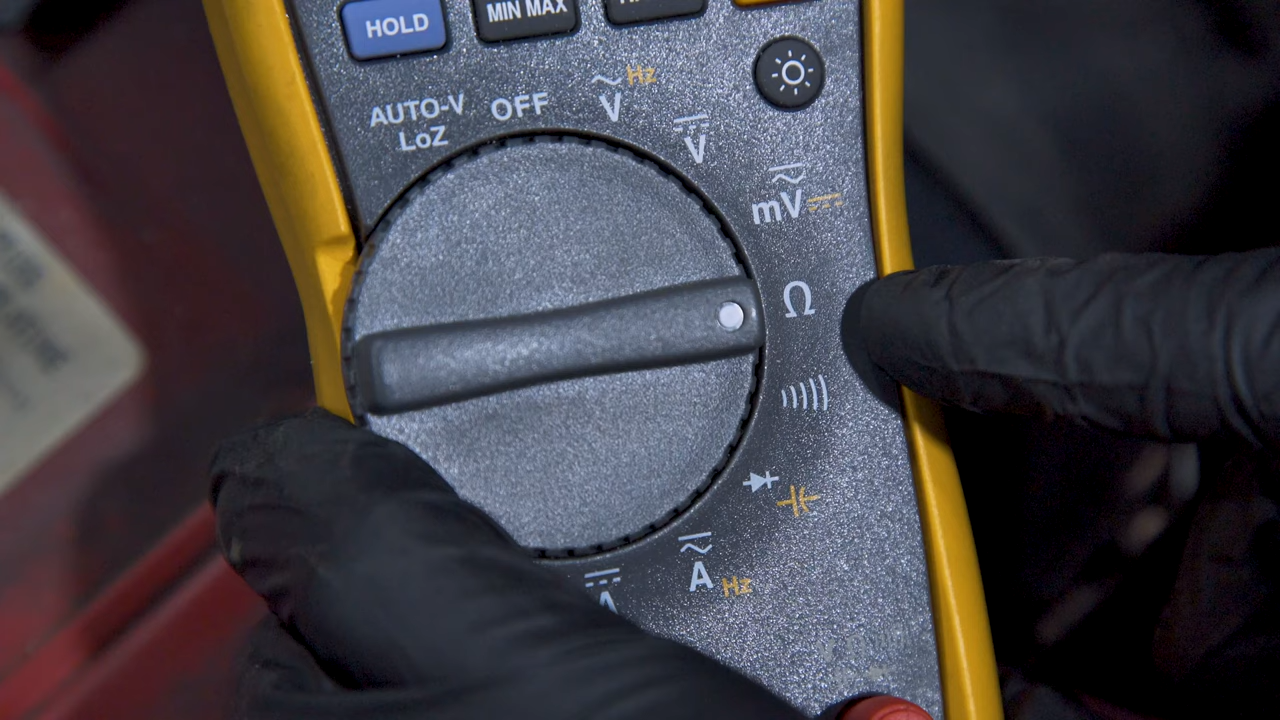 HOLD
MIN MAX
AUTO-V
LoZ
OFF
V Hz
V
mV
Ω
A Hz
A